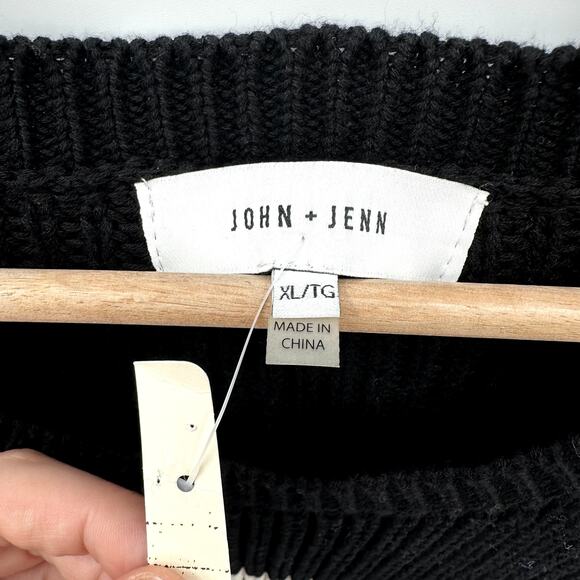 JOHN + JENN
XL/TG
MADE IN
CHINA